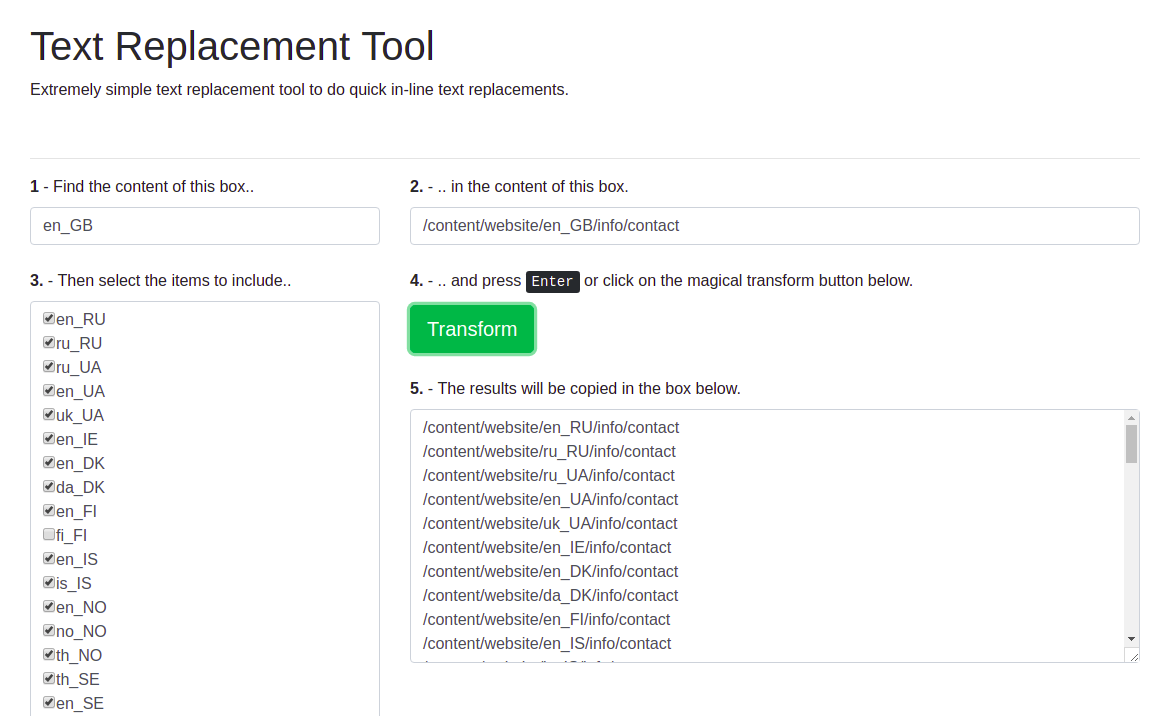 Text Replacement Tool
Extremely simple text replacement tool to do quick in-line text replacements.
1 - Find the content of this box..
en_GB
2. - .. in the content of this box.
/content/website/en_GB/info/contact
3. - Then select the items to include..
en_RU
ru_RU
ru_UA
en_UA
uk_UA
en_IE
en_DK
da_DK
en_FI
fi_FI
en_IS
is_IS
en_NO
no_NO
th_NO
th_SE
en_SE
4. - .. and press Enter or click on the magical transform button below.
Transform
5. - The results will be copied in the box below.
/content/website/en_RU/info/contact
/content/website/ru_RU/info/contact
/content/website/ru_UA/info/contact
/content/website/en_UA/info/contact
/content/website/uk_UA/info/contact
/content/website/en_IE/info/contact
/content/website/en_DK/info/contact
/content/website/da_DK/info/contact
/content/website/en_FI/info/contact
/content/website/en_IS/info/contact